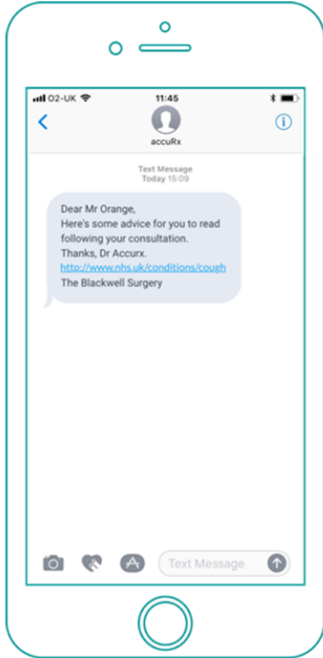 O2-UK 11:45
accuRx
Text Message
Today 15:09
Dear Mr Orange,
Here's some advice for you to read
following your consultation.
Thanks, Dr Accurx.
http://www.nhs.uk/conditions/cough
The Blackwell Surgery
Text Message